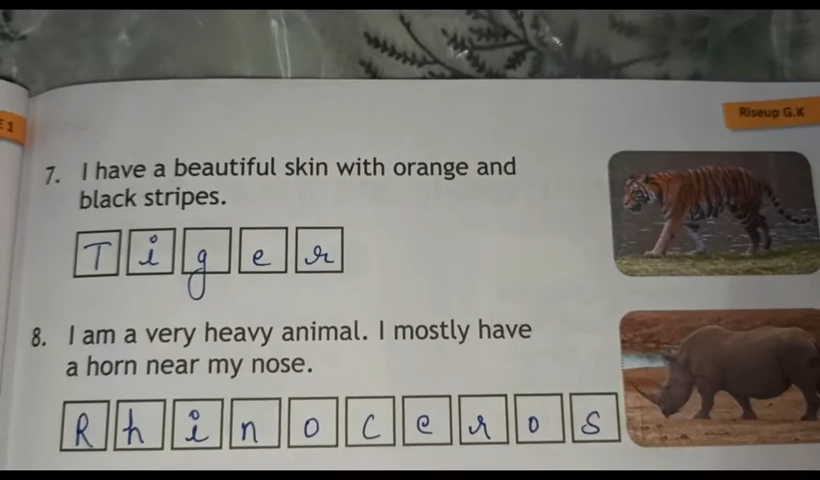 E 1
Riseup G.K
7. I have a beautiful skin with orange and
black stripes.
T i g e r
8. I am a very heavy animal. I mostly have
a horn near my nose.
R h i n o c e r o s